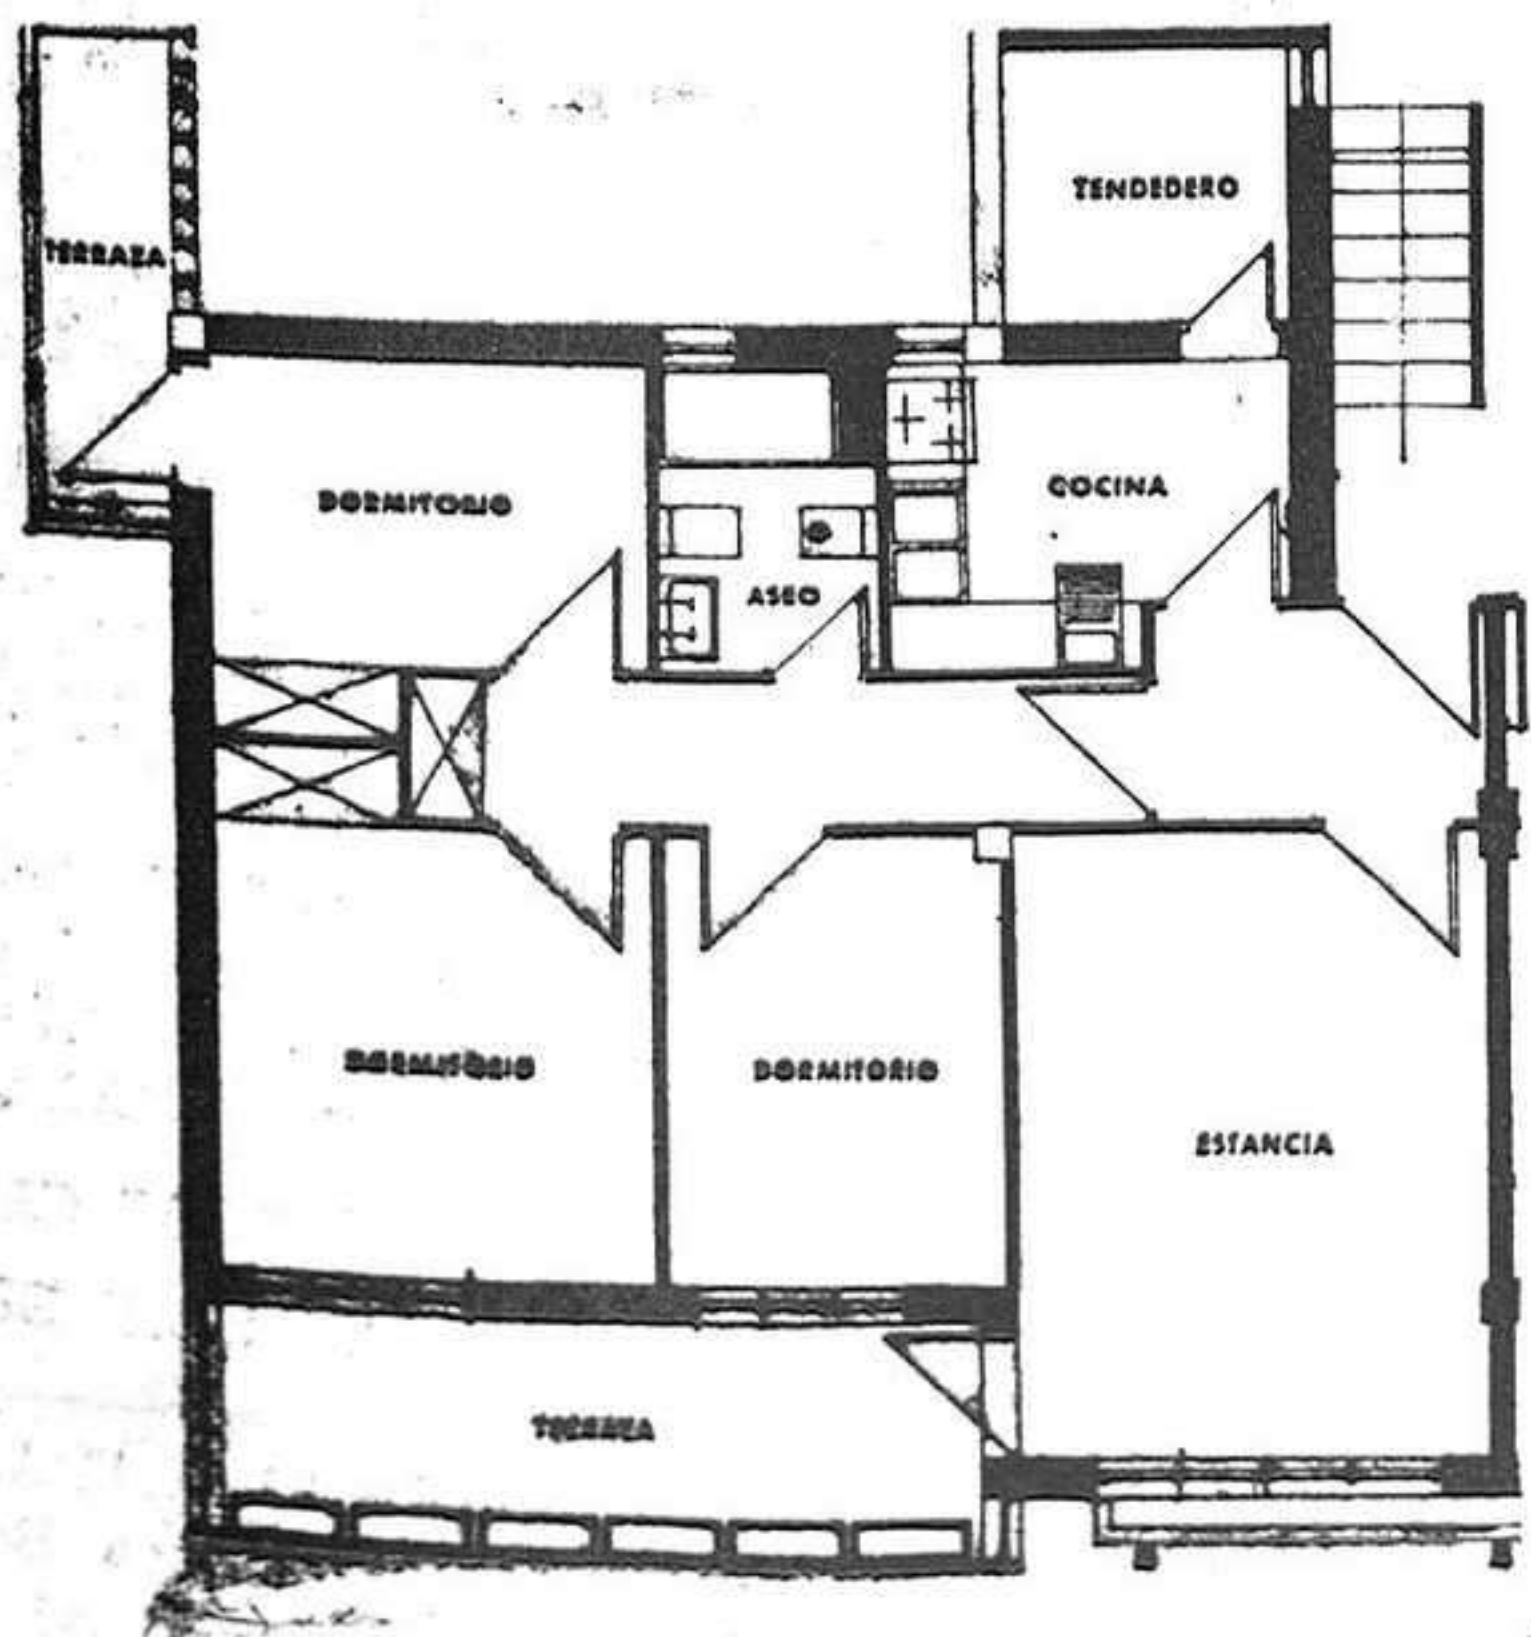 TENDEDERO
TERRAZA
COCINA
DORMITORIO
ASEO
DORMITORIO
DORMITORIO
ESTANCIA
TERRAZA